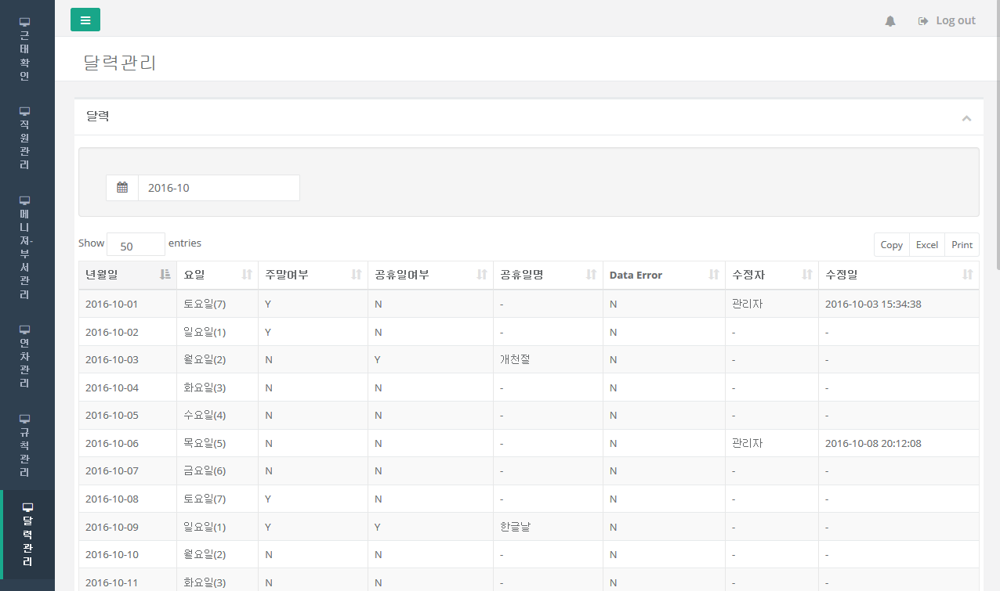 근태확인
직원관리
메니저-부서관리
연차관리
규칙관리
달력관리
Log out
달력관리
달력
2016-10
Show 50 entries
Copy Excel Print
년월일 요일 주말여부 공휴일여부 공휴일명 Data Error 수정자 수정일
2016-10-01 토요일(7) Y N - N 관리자 2016-10-03 15:34:38
2016-10-02 일요일(1) Y N - N - -
2016-10-03 월요일(2) N Y 개천절 N - -
2016-10-04 화요일(3) N N - N - -
2016-10-05 수요일(4) N N - N - -
2016-10-06 목요일(5) N N - N 관리자 2016-10-08 20:12:08
2016-10-07 금요일(6) N N - N - -
2016-10-08 토요일(7) Y N - N - -
2016-10-09 일요일(1) Y Y 한글날 N - -
2016-10-10 월요일(2) N N - N - -
2016-10-11 화요일(3) N N - N - -